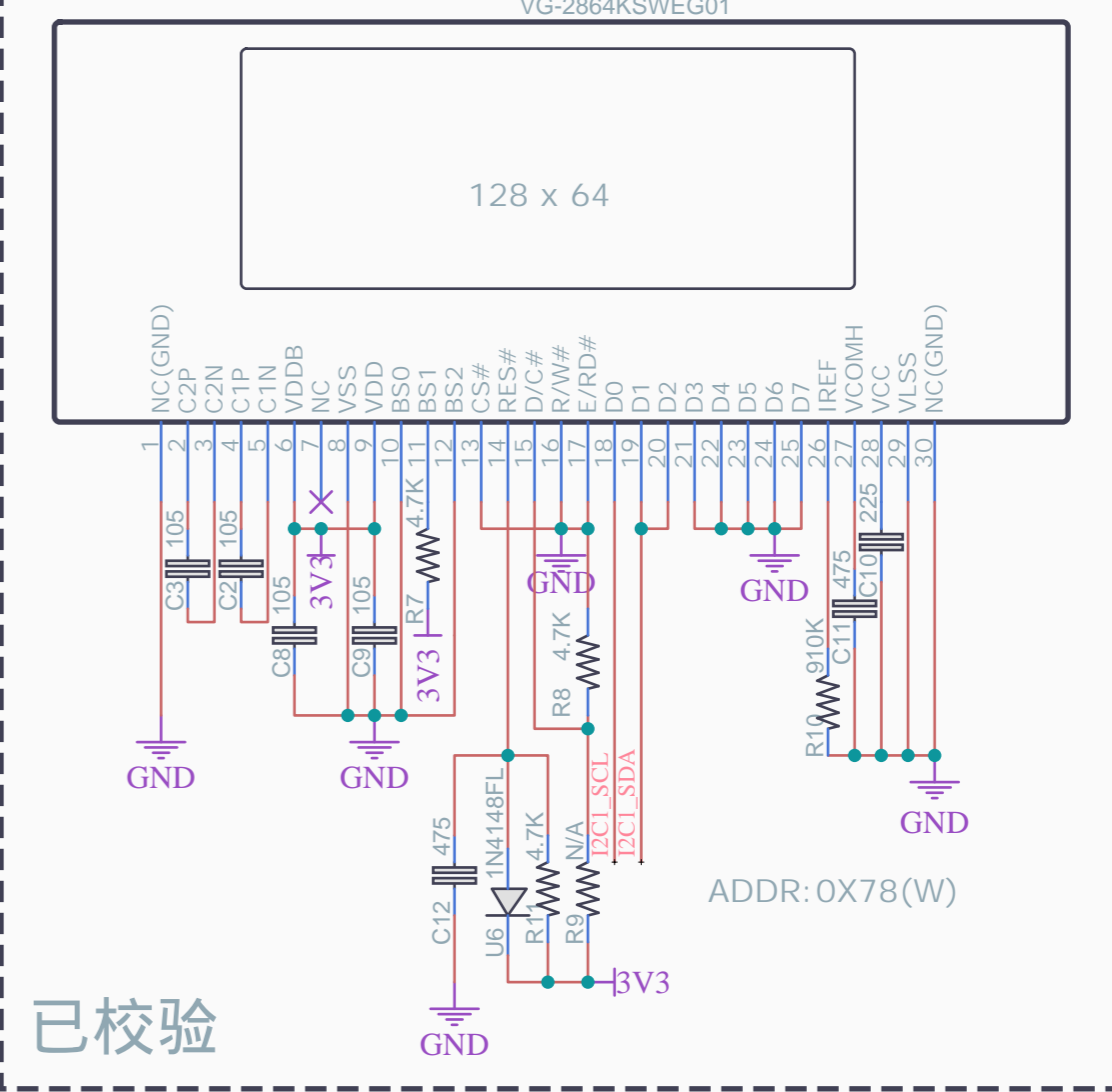 VG-2864KSWEG01
128 x 64
NC(GND)
C2P
C2N
C1P
C1N
VDDB
NC
VSS
VDD
BS0
BS1
BS2
CS#
RES#
D/C#
R/W#
E/RD#
D0
D1
D2
D3
D4
D5
D6
D7
IREF
VCOMH
VCC
VLSS
NC(GND)
1
2
3
4
5
6
7
8
9
10
11
12
13
14
15
16
17
18
19
20
21
22
23
24
25
26
27
28
29
30
C3 105
C2 105
C8 105
3V3
C9 105
R7 4.7K
3V3
GND
R8 4.7K
GND
R10 910K
C11 475
C10 225
GND
GND
GND
I2C1_SCL
I2C1_SDA
C12 475
U6 1N4148FL
R11 4.7K
R9 N/A
ADDR:0X78(W)
3V3
GND
已校验